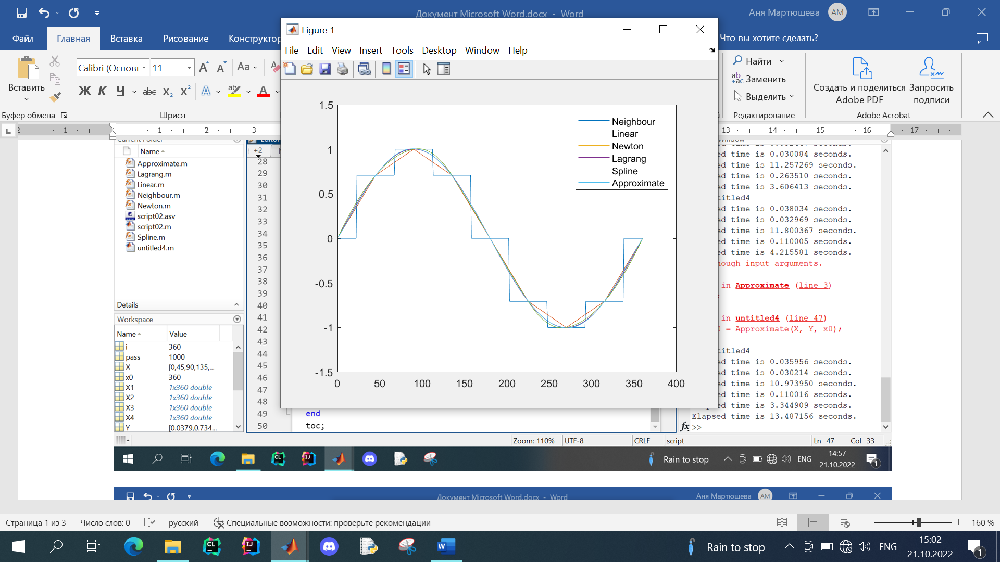 Документ Microsoft Word.docx - Word
Аня Мартюшева
AM
Файл
Главная
Вставка
Рисование
Конструктор
Что вы хотите сделать?
Вставить
Буфер обмена
Calibri (Основн
11
Aa
Ж К Ч abc x₂ x²
Шрифт
Найти
Заменить
Выделить
Редактирование
Создать и поделиться
Adobe PDF
Запросить
подписи
Adobe Acrobat
2 1 1 2 3 13 14 15 16 17
Figure 1
File Edit View Insert Tools Desktop Window Help
1.5
1
0.5
0
-0.5
-1
-1.5
0 50 100 150 200 250 300 350 400
Neighbour
Linear
Newton
Lagrang
Spline
Approximate
Current Folder
Name
Approximate.m
Lagrang.m
Linear.m
Neighbour.m
Newton.m
script02.asv
script02.m
Spline.m
untitled4.m
Details
Workspace
Name Value
i 360
pass 1000
X [0,45,90,135,...
x0 360
X1 1x360 double
X2 1x360 double
X3 1x360 double
X4 1x360 double
Y [0.0379,0.734...
Editor
+2
28
29
30
31
32
33
34
35
36
37
38
39
40
41
42
43
44
45
46
47
48
49 end
50 toc;
Window
ed time is 0.030084 seconds.
ed time is 11.257269 seconds.
ed time is 0.263510 seconds.
ed time is 3.606413 seconds.
titled4
ed time is 0.038034 seconds.
ed time is 0.032969 seconds.
ed time is 11.800367 seconds.
ed time is 0.110005 seconds.
ed time is 4.215581 seconds.
nough input arguments.
in Approximate (line 3)
;
in untitled4 (line 47)
0 = Approximate(X, Y, x0);
titled4
ed time is 0.035956 seconds.
ed time is 0.030214 seconds.
ed time is 10.973950 seconds.
ed time is 0.110016 seconds.
ed time is 3.344909 seconds.
Elapsed time is 13.487156 seconds.
fx >>
Zoom: 110% UTF-8 CRLF script Ln 47 Col 33
Rain to stop ENG 14:57
21.10.2022
1
Документ Microsoft Word.docx - Word
Аня Мартюшева AM
Страница 1 из 3 Число слов: 0 русский Специальные возможности: проверьте рекомендации 160 %
Rain to stop ENG 15:02
21.10.2022
1